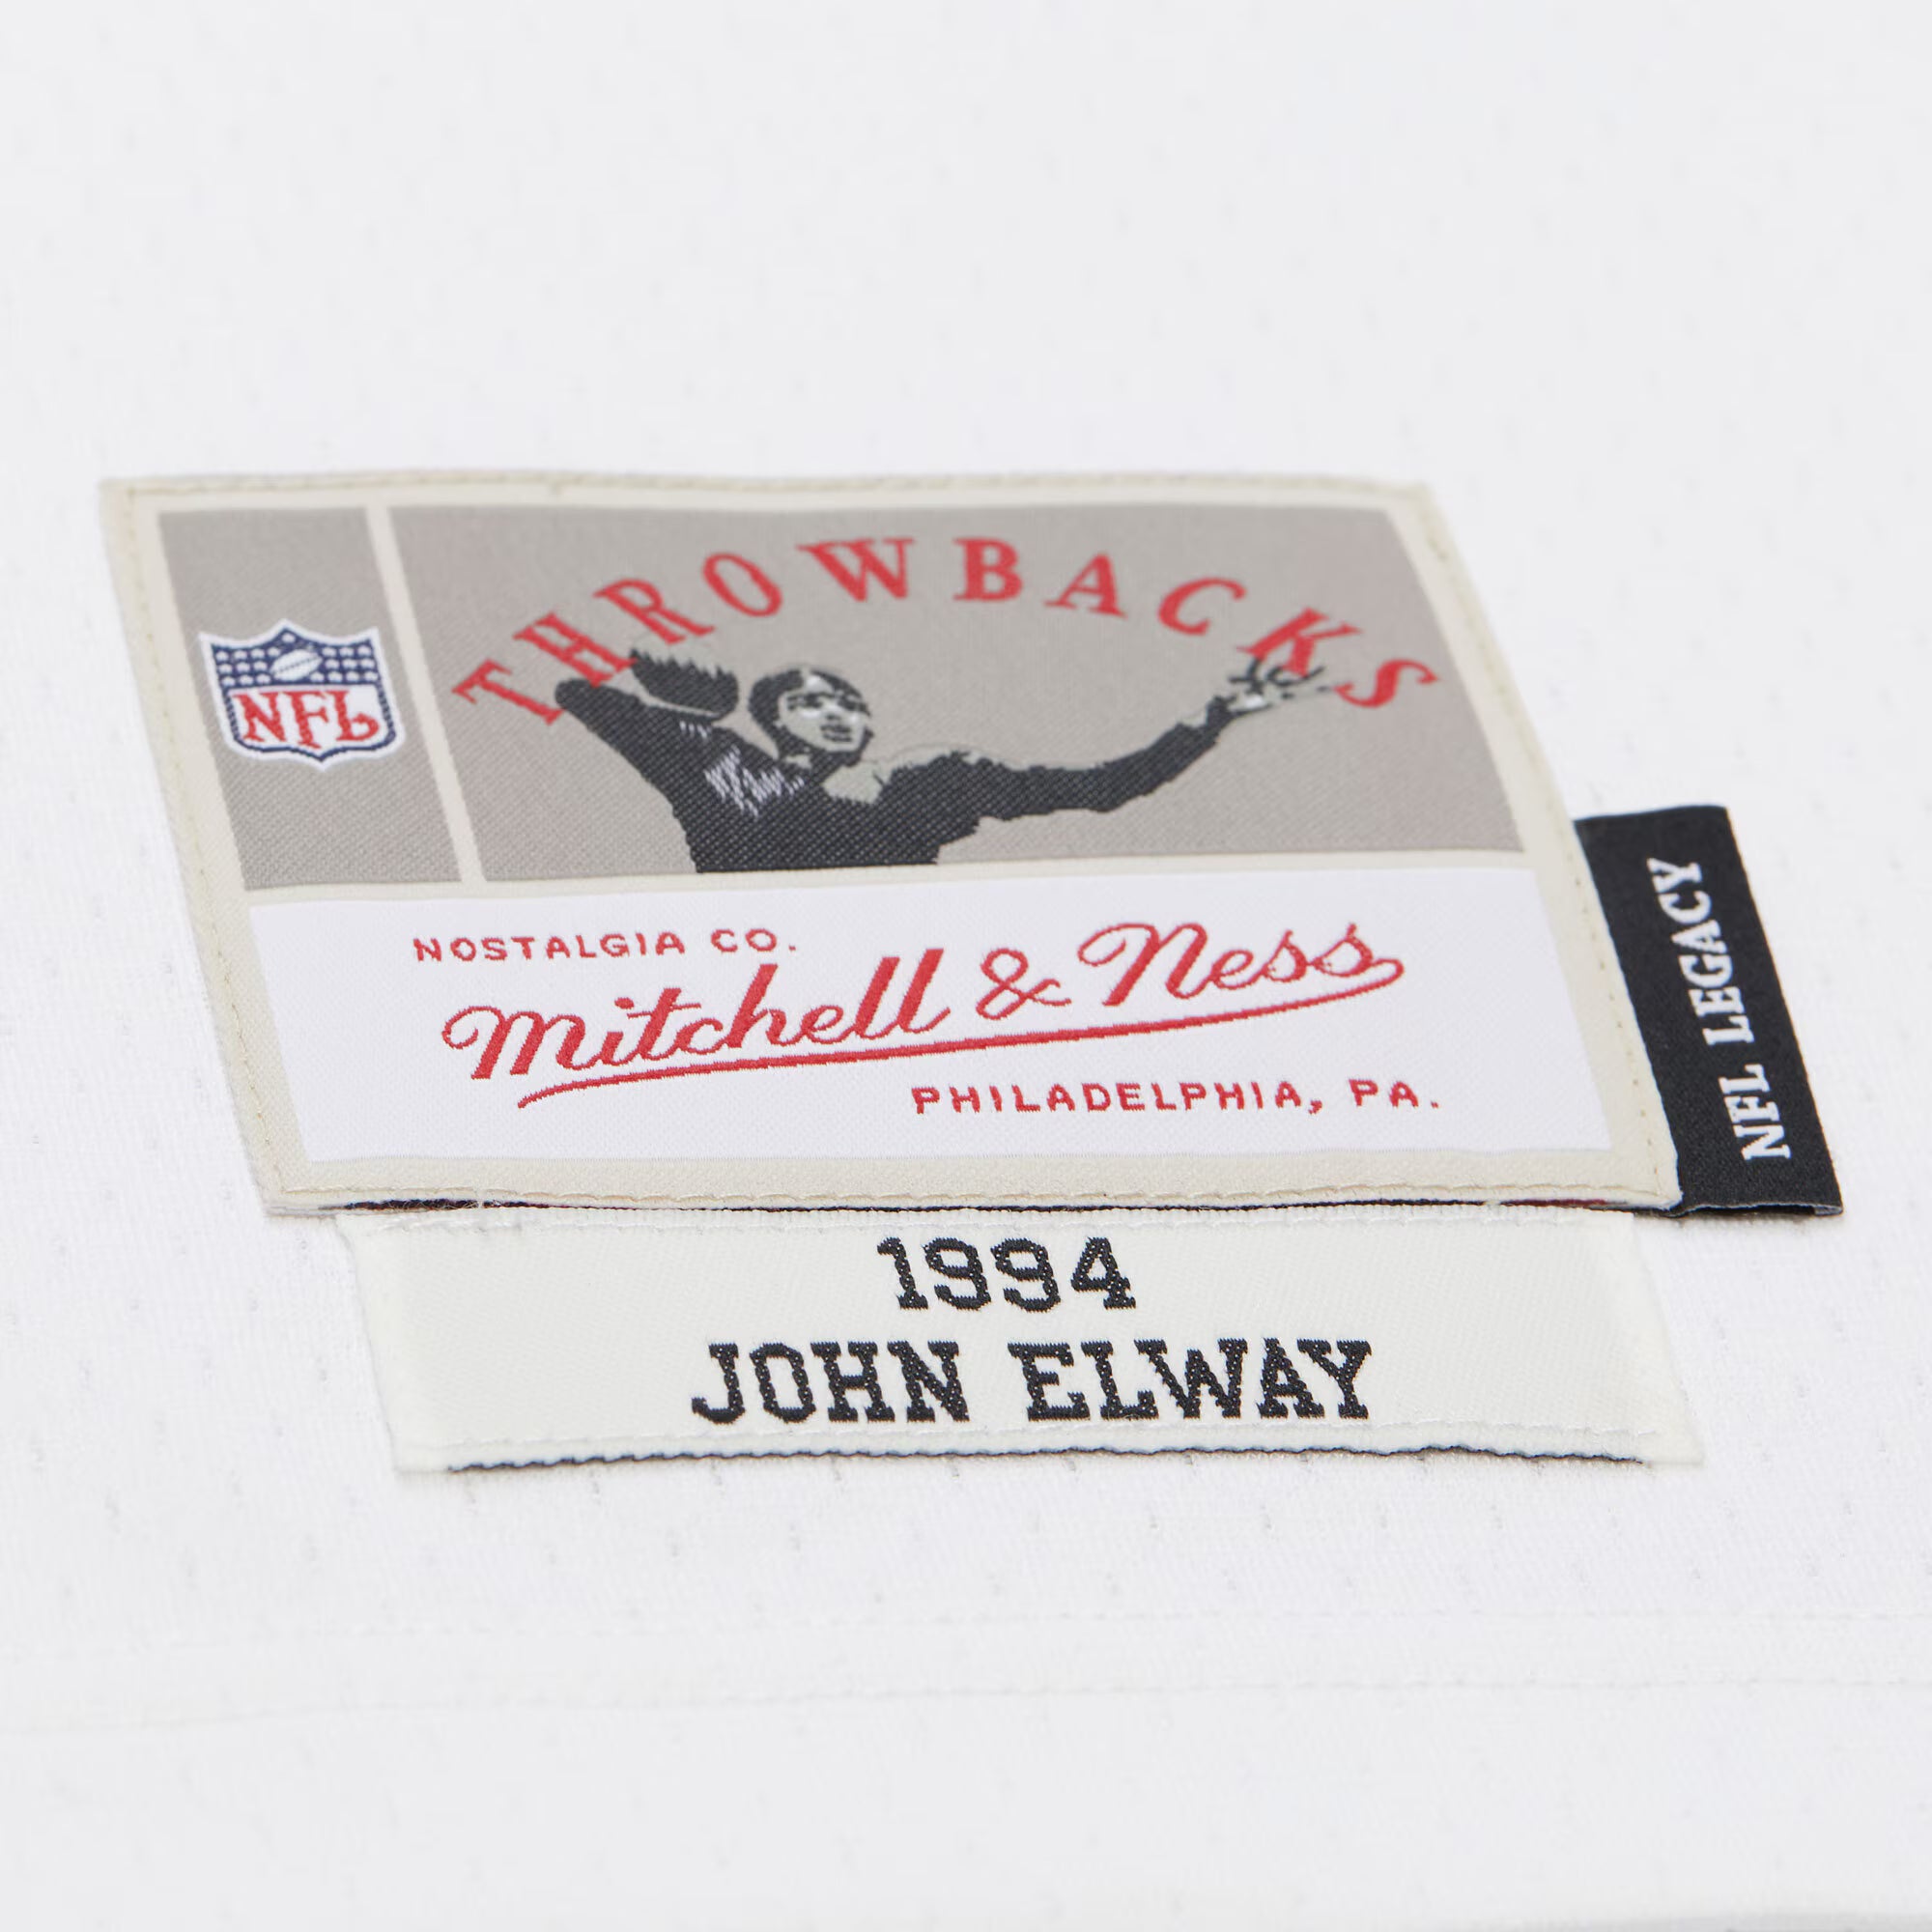 THROWBACKS
NFL
NOSTALGIA CO.
Mitchell & Ness
PHILADELPHIA, PA.
NFL LEGACY
1994
JOHN ELWAY